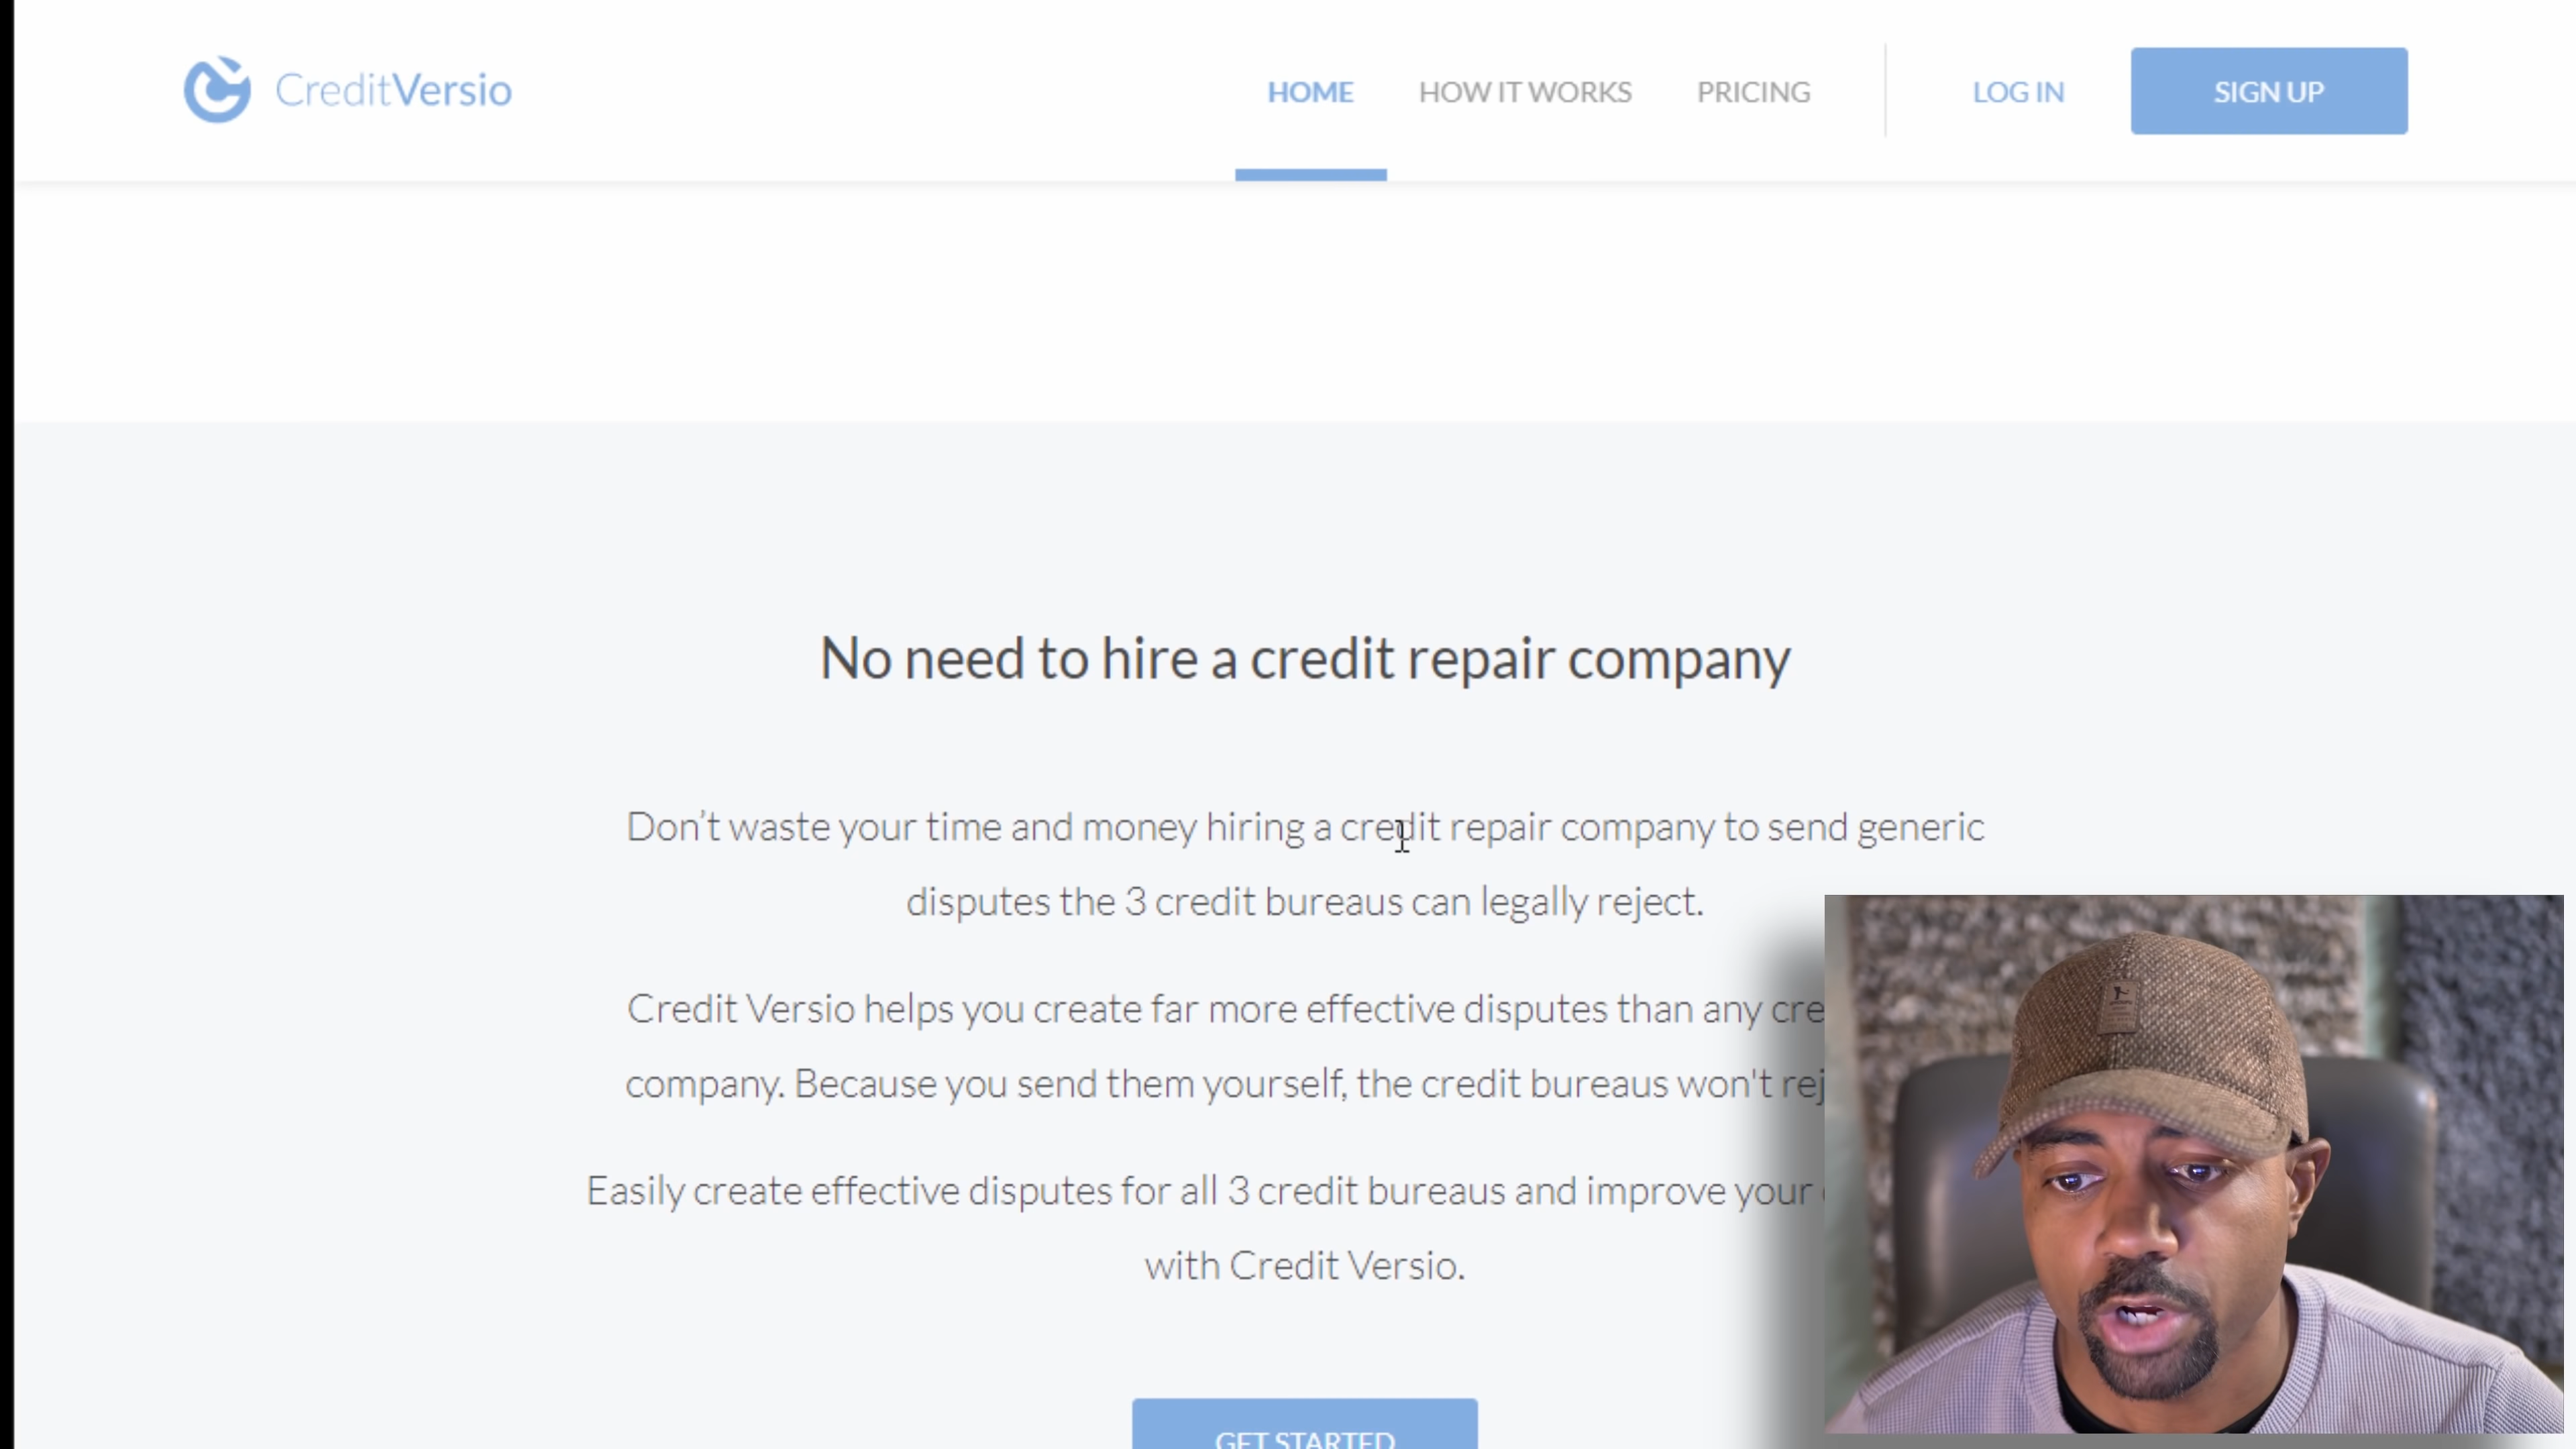 CreditVersio
HOME HOW IT WORKS PRICING LOG IN SIGN UP
No need to hire a credit repair company
Don't waste your time and money hiring a credit repair company to send generic
disputes the 3 credit bureaus can legally reject.
Credit Versio helps you create far more effective disputes than any cre
company. Because you send them yourself, the credit bureaus won't rej
Easily create effective disputes for all 3 credit bureaus and improve your
with Credit Versio.
GET STARTED